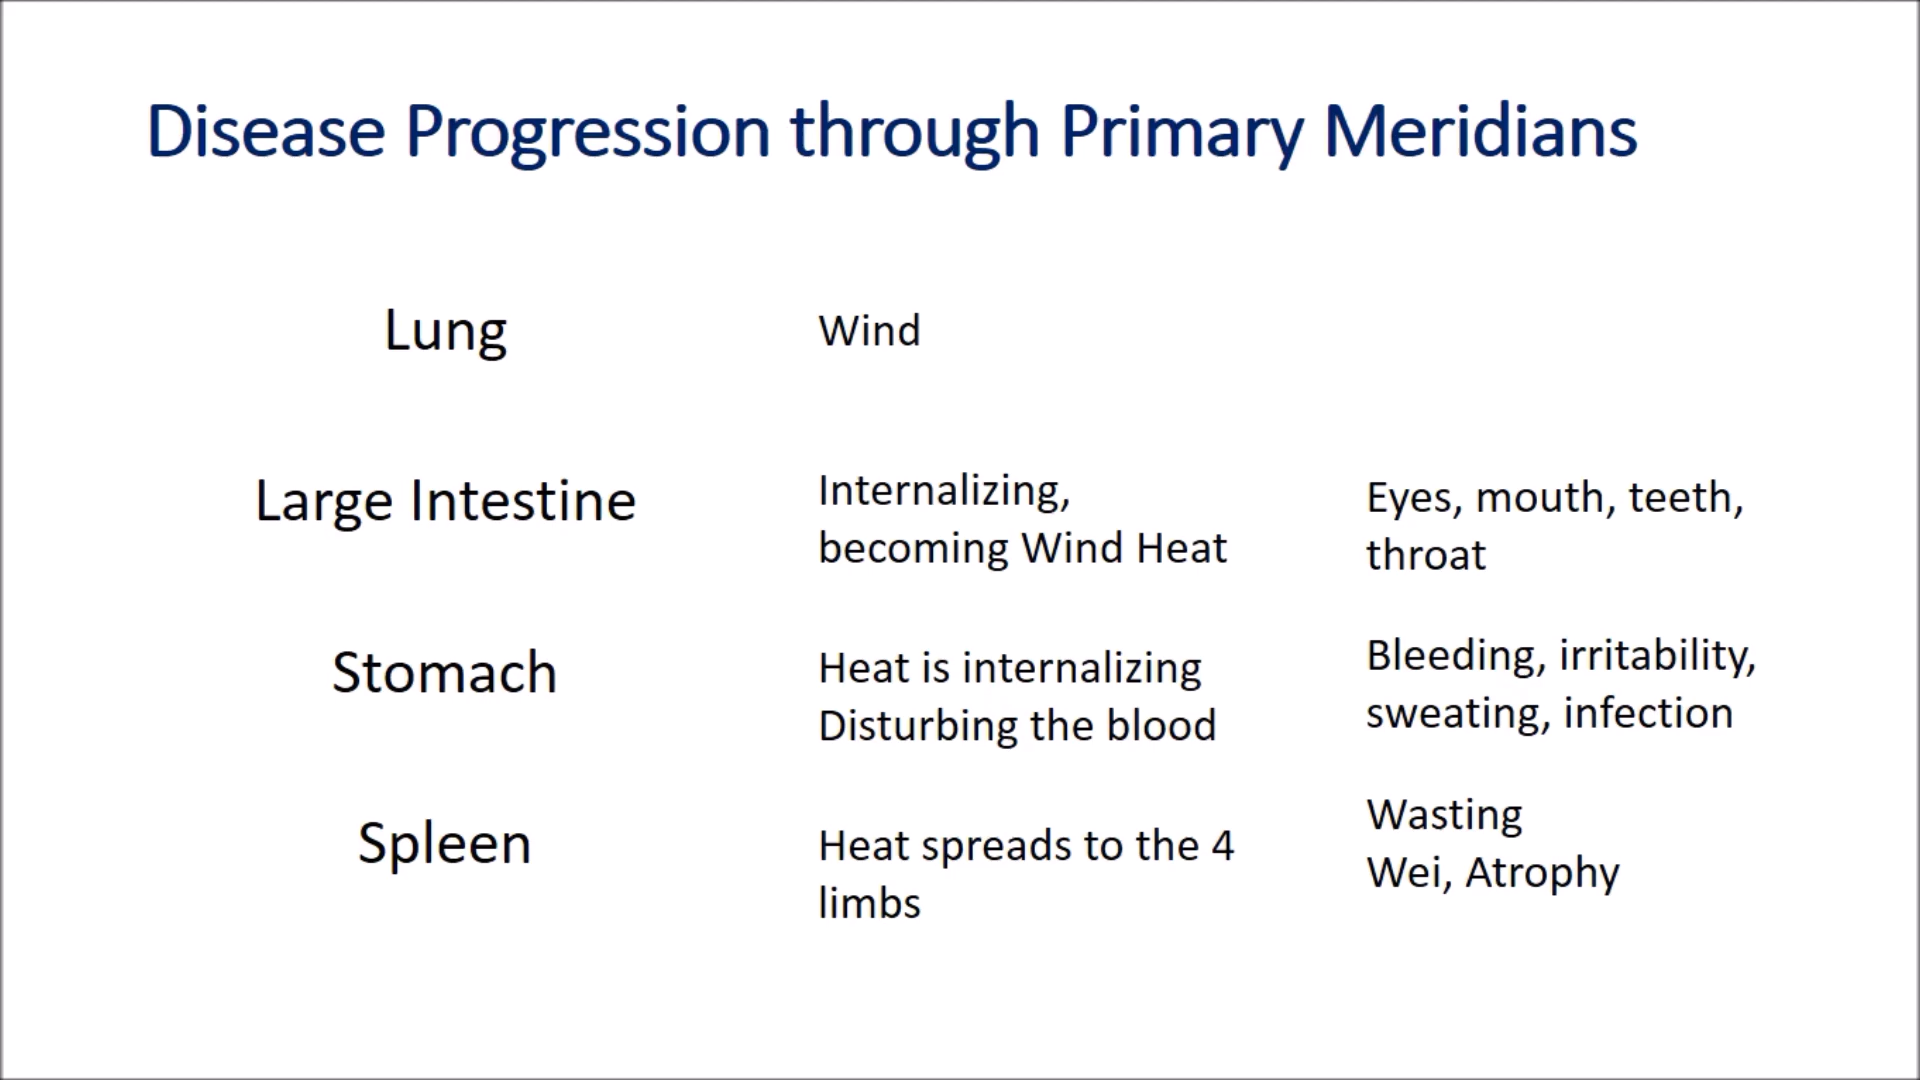 Disease Progression through Primary Meridians
Lung
Wind
Large Intestine
Internalizing,
becoming Wind Heat
Eyes, mouth, teeth,
throat
Stomach
Heat is internalizing
Disturbing the blood
Bleeding, irritability,
sweating, infection
Spleen
Heat spreads to the 4
limbs
Wasting
Wei, Atrophy